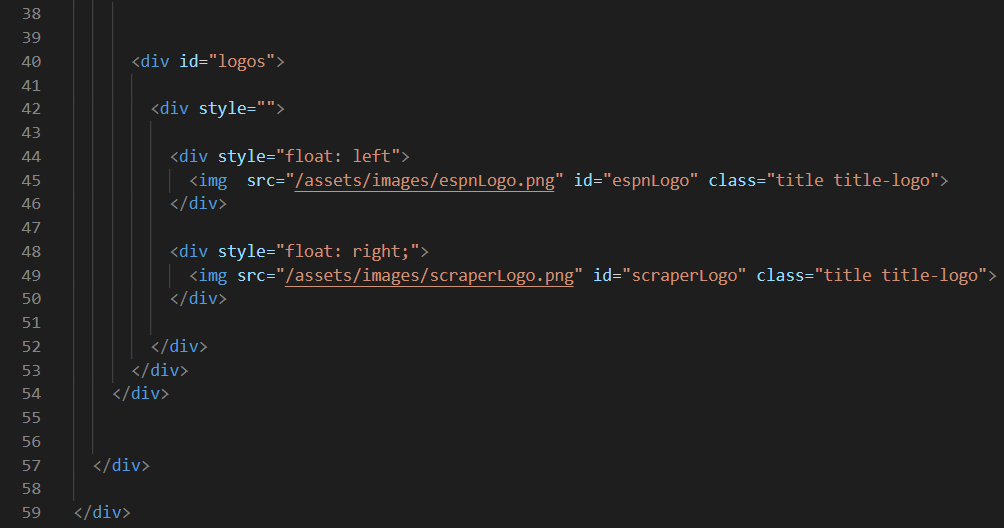 38
39
40 <div id="logos">
41
42 <div style="">
43
44 <div style="float: left">
45 <img  src="/assets/images/espnLogo.png" id="espnLogo" class="title title-logo">
46 </div>
47
48 <div style="float: right;">
49 <img src="/assets/images/scraperLogo.png" id="scraperLogo" class="title title-logo">
50 </div>
51
52 </div>
53 </div>
54 </div>
55
56
57 </div>
58
59 </div>